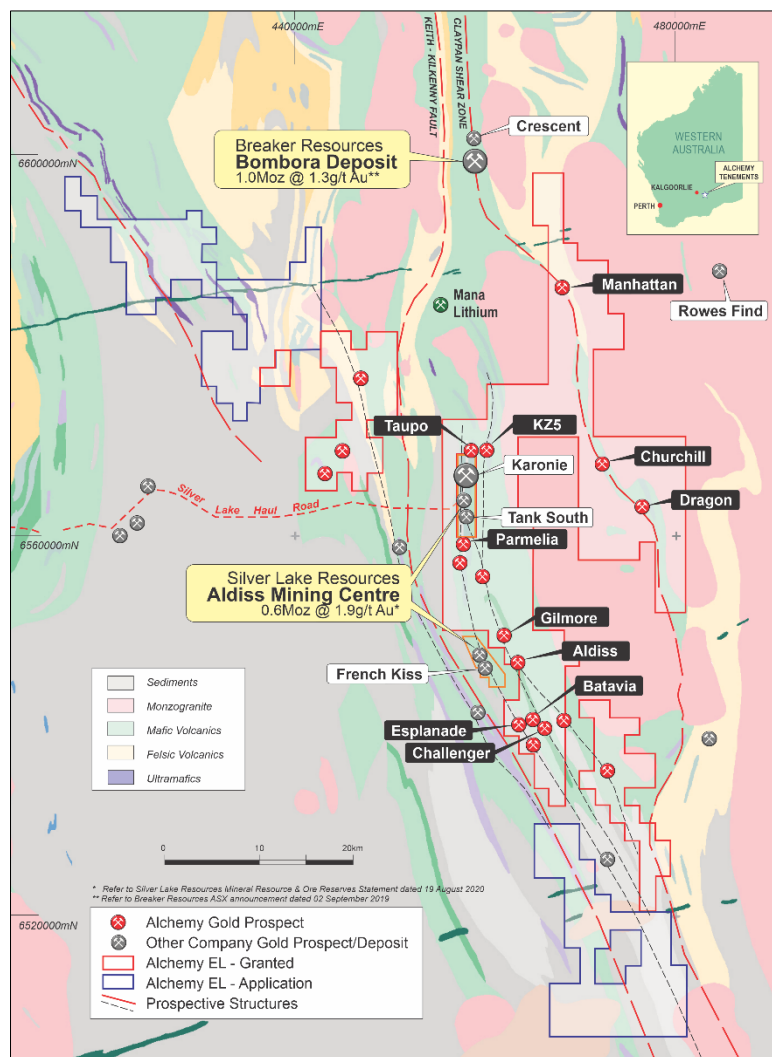 440000mE
480000mE
KEITH - KILKENNY FAULT
CLAYPAN SHEAR ZONE
Crescent
Breaker Resources
Bombora Deposit
1.0Moz @ 1.3g/t Au**
6600000mN
WESTERN
AUSTRALIA
ALCHEMY
TENEMENTS
KALGOORLIE
PERTH
Manhattan
Rowes Find
Mana
Lithium
Taupo
KZ5
Karonie
Churchill
Silver Lake Haul Road
Dragon
Tank South
6560000mN
Parmelia
Silver Lake Resources
Aldiss Mining Centre
0.6Moz @ 1.9g/t Au*
Gilmore
Aldiss
French Kiss
Batavia
Esplanade
Challenger
Sediments
Monzogranite
Mafic Volcanics
Felsic Volcanics
Ultramafics
0 10 20km
* Refer to Silver Lake Resources Mineral Resource & Ore Reserves Statement dated 19 August 2020
** Refer to Breaker Resources ASX announcement dated 02 September 2019
6520000mN
Alchemy Gold Prospect
Other Company Gold Prospect/Deposit
Alchemy EL - Granted
Alchemy EL - Application
Prospective Structures